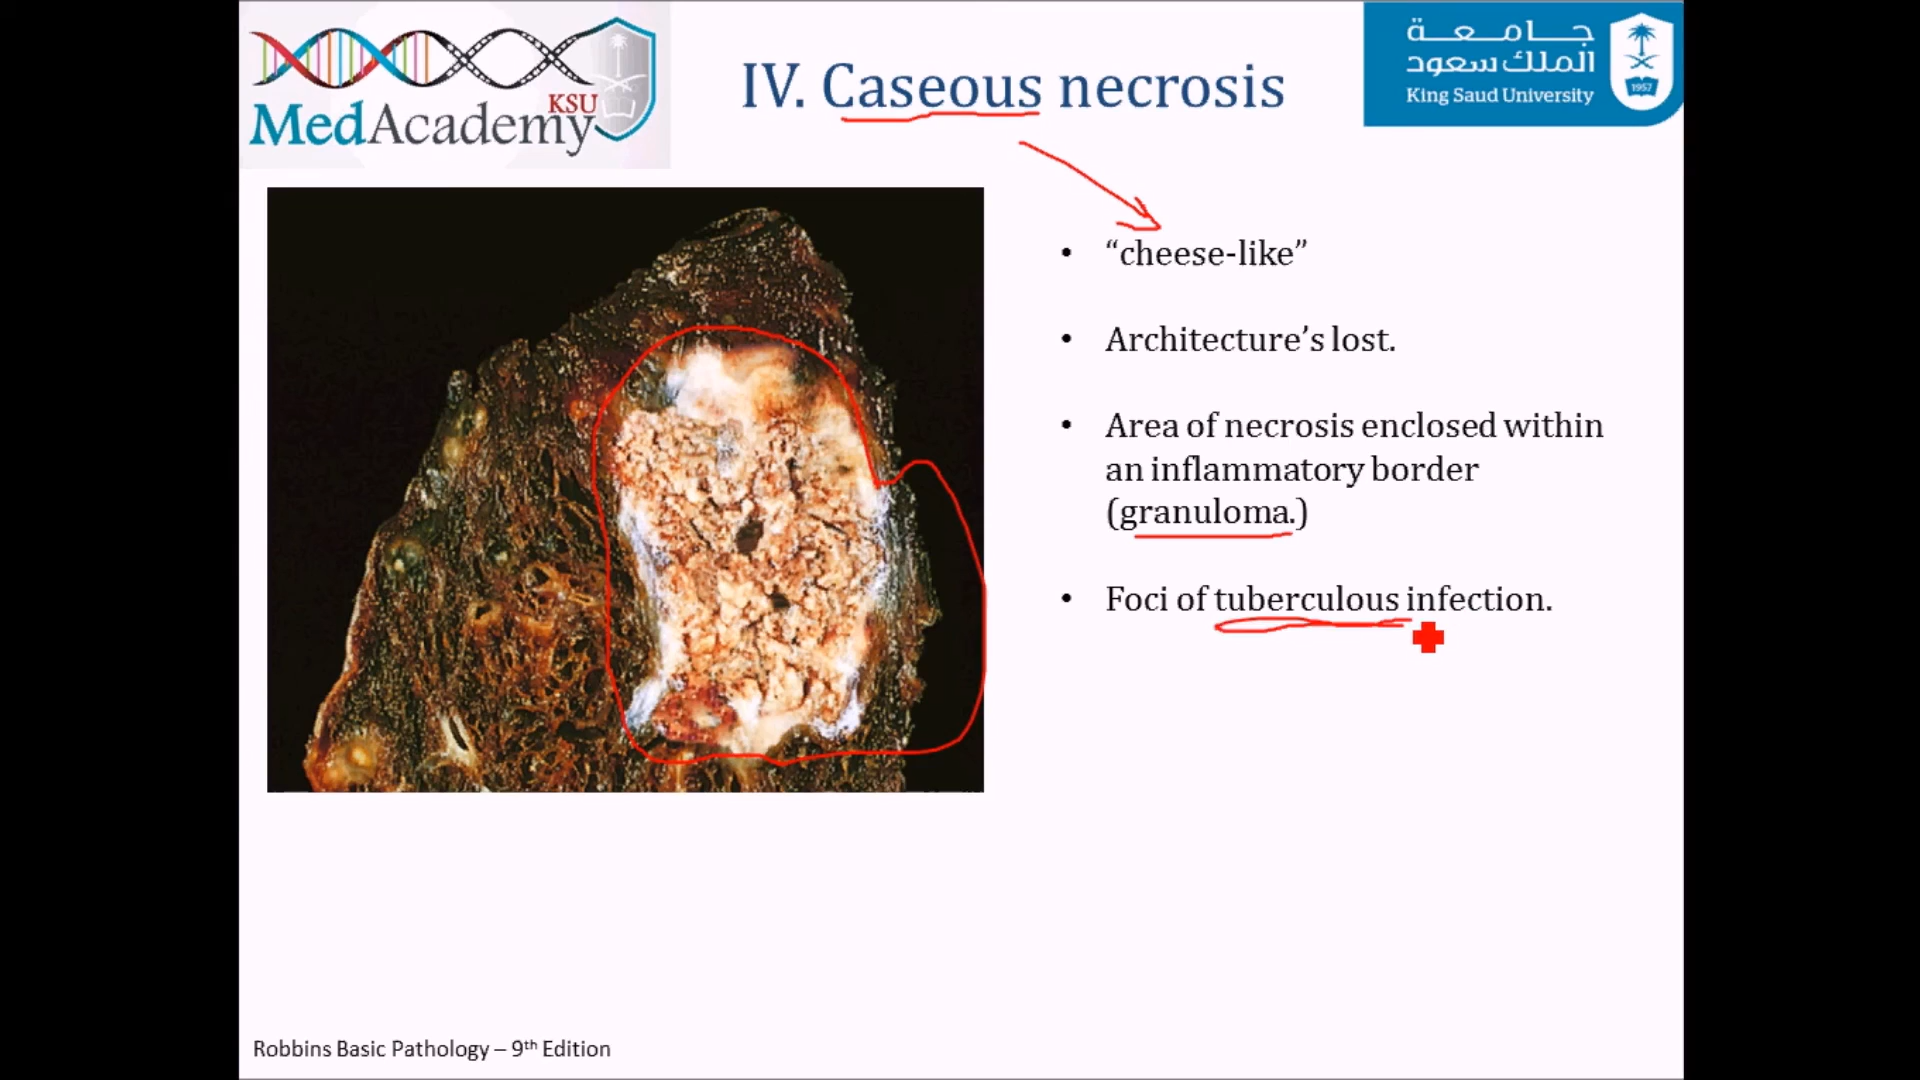 KSU
MedAcademy
IV. Caseous necrosis
جامعة
الملك سعود
King Saud University
1957
• “cheese-like”
• Architecture’s lost.
• Area of necrosis enclosed within
an inflammatory border
(granuloma.)
• Foci of tuberculous infection.
Robbins Basic Pathology – 9th Edition